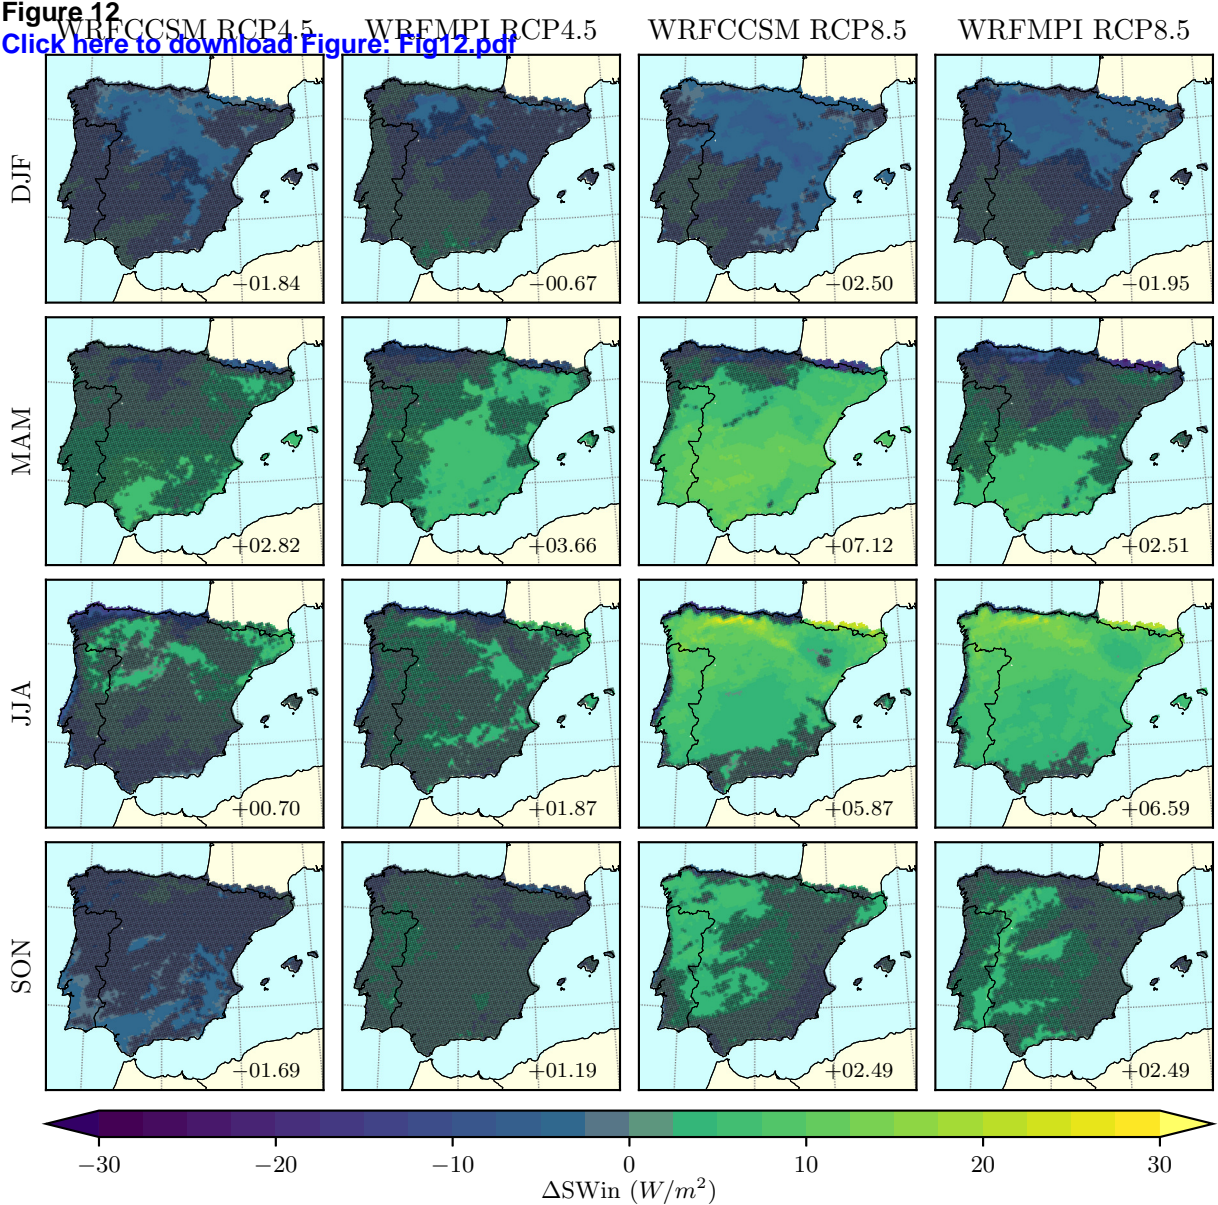 Figure 12
WRFCCSM RCP4.5 WRFMPI RCP4.5 WRFCCSM RCP8.5 WRFMPI RCP8.5
Click here to download Figure: Fig12.pdf
DJF
−01.84 −00.67 −02.50 −01.95
MAM
+02.82 +03.66 +07.12 +02.51
JJA
+00.70 +01.87 +05.87 +06.59
SON
−01.69 +01.19 +02.49 +02.49
−30 −20 −10 0 10 20 30
ΔSWin (W/m²)